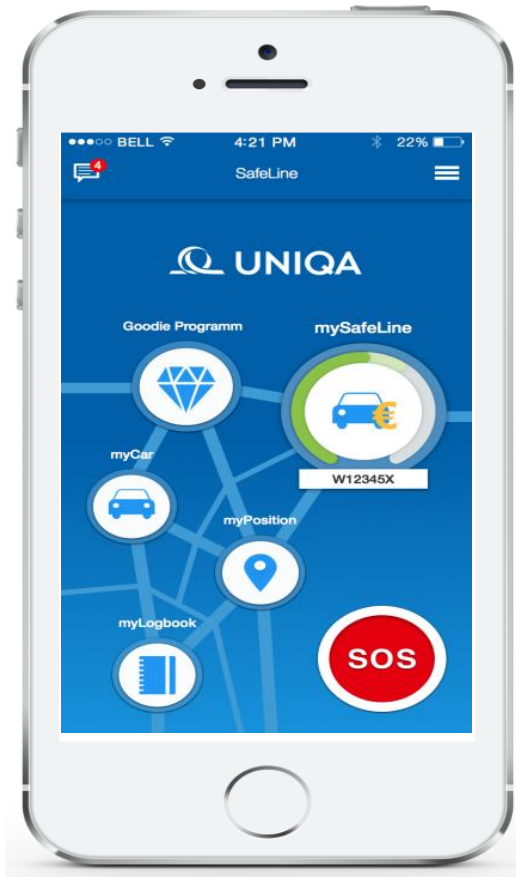 BELL 4:21 PM 22%
4
SafeLine
UNIQA
Goodie Programm
mySafeLine
€
W12345X
myCar
myPosition
myLogbook
SOS